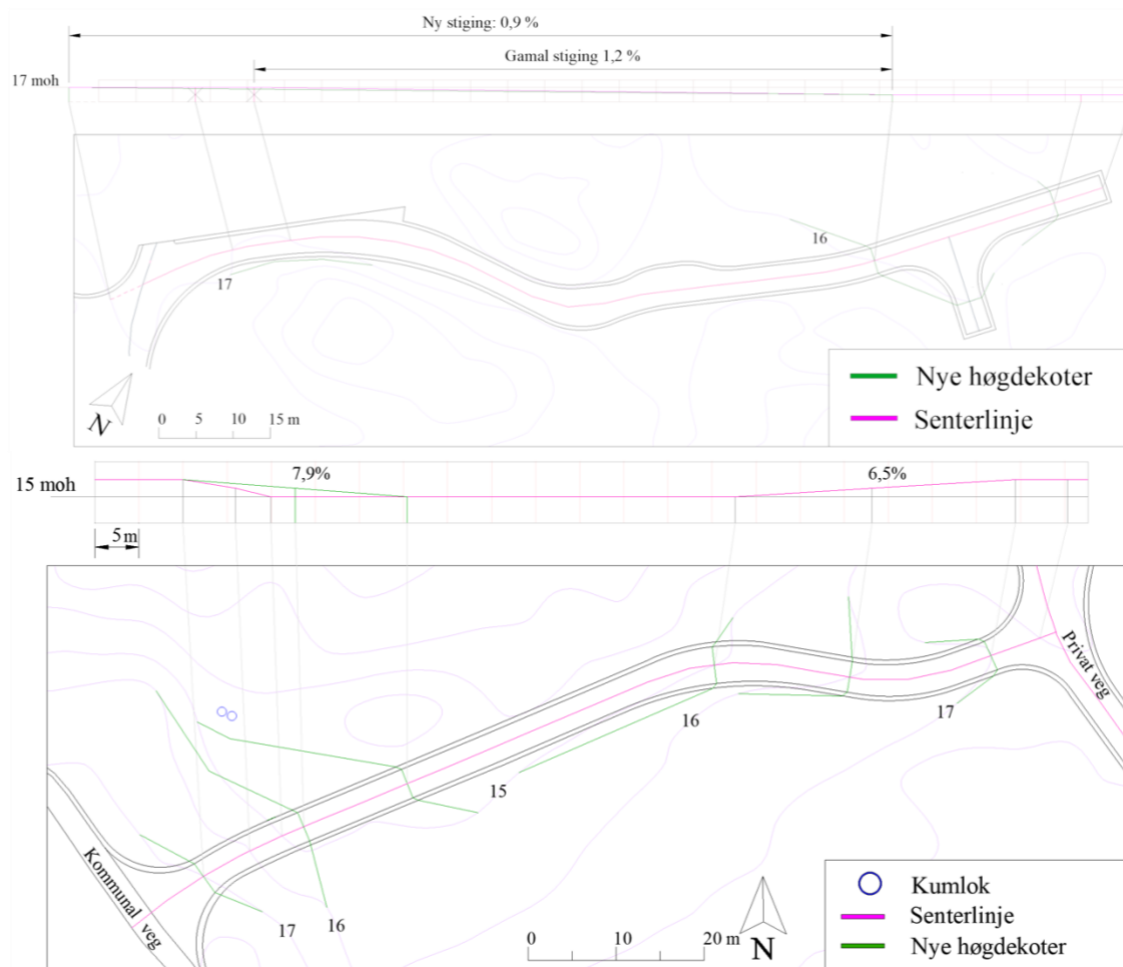 Ny stiging: 0,9 %
Gamal stiging 1,2 %
17 moh
16
17
N
0 5 10 15 m
Nye høgdekoter
Senterlinje
7,9%
6,5%
15 moh
5 m
Privat veg
16
17
15
Kommunal veg
17
16
0 10 20 m
N
Kumlok
Senterlinje
Nye høgdekoter